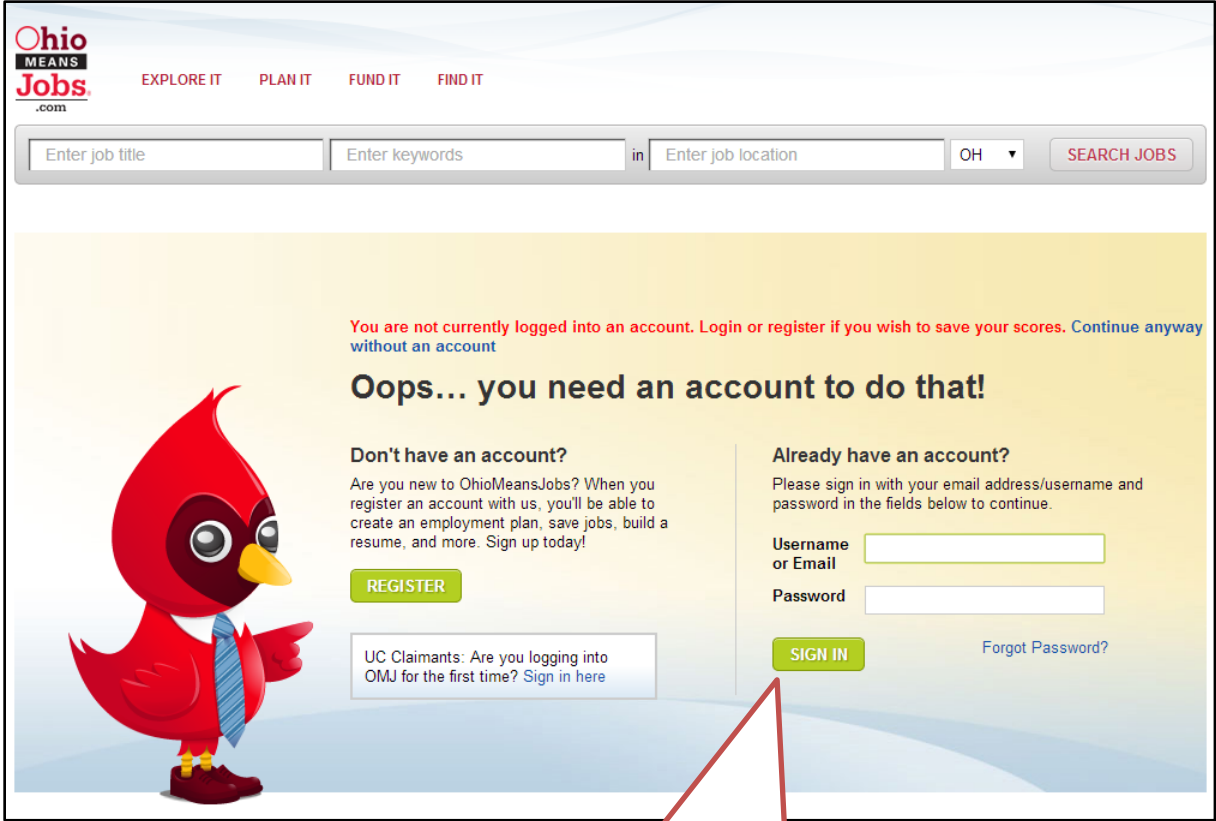 Ohio
MEANS
Jobs.
.com
EXPLORE IT PLAN IT FUND IT FIND IT
Enter job title Enter keywords in Enter job location OH SEARCH JOBS
You are not currently logged into an account. Login or register if you wish to save your scores. Continue anyway
without an account
Oops... you need an account to do that!
Don't have an account?
Are you new to OhioMeansJobs? When you
register an account with us, you'll be able to
create an employment plan, save jobs, build a
resume, and more. Sign up today!
REGISTER
UC Claimants: Are you logging into
OMJ for the first time? Sign in here
Already have an account?
Please sign in with your email address/username and
password in the fields below to continue.
Username
or Email
Password
SIGN IN Forgot Password?